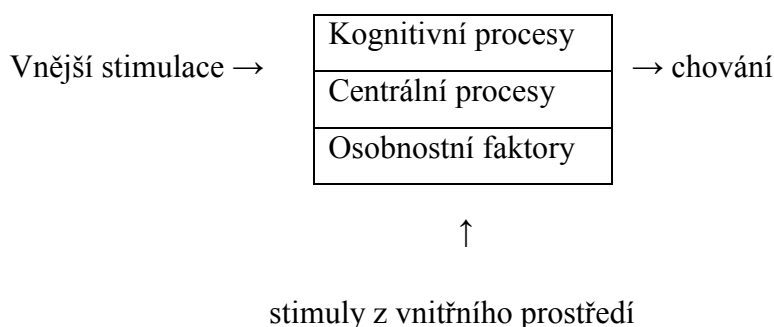 Kognitivní procesy
Vnější stimulace → → chování
Centrální procesy
Osobnostní faktory
↑
stimuly z vnitřního prostředí